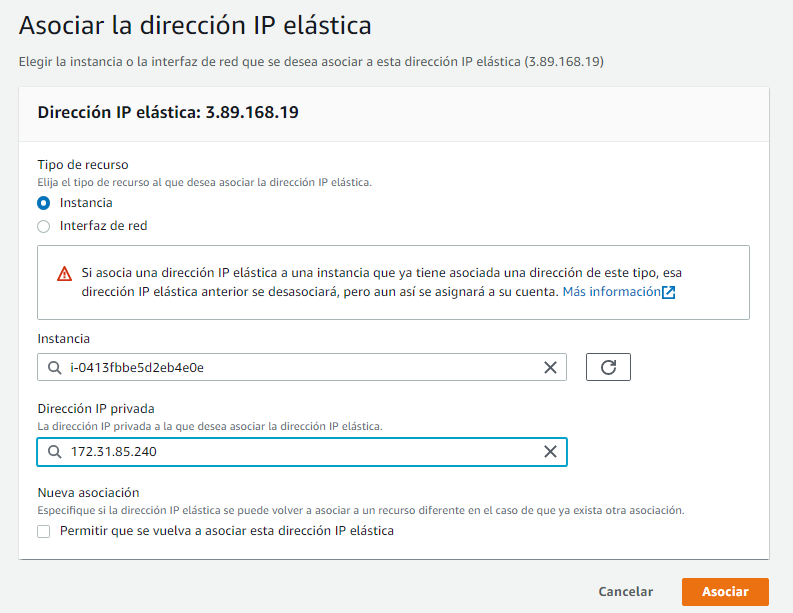 Asociar la dirección IP elástica
Elegir la instancia o la interfaz de red que se desea asociar a esta dirección IP elástica (3.89.168.19)
Dirección IP elástica: 3.89.168.19
Tipo de recurso
Elija el tipo de recurso al que desea asociar la dirección IP elástica.
Instancia
Interfaz de red
Si asocia una dirección IP elástica a una instancia que ya tiene asociada una dirección de este tipo, esa
dirección IP elástica anterior se desasociará, pero aun así se asignará a su cuenta. Más información
Instancia
i-0413fbbe5d2eb4e0e
Dirección IP privada
La dirección IP privada a la que desea asociar la dirección IP elástica.
172.31.85.240
Nueva asociación
Especifique si la dirección IP elástica se puede volver a asociar a un recurso diferente en el caso de que ya exista otra asociación.
Permitir que se vuelva a asociar esta dirección IP elástica
Cancelar
Asociar